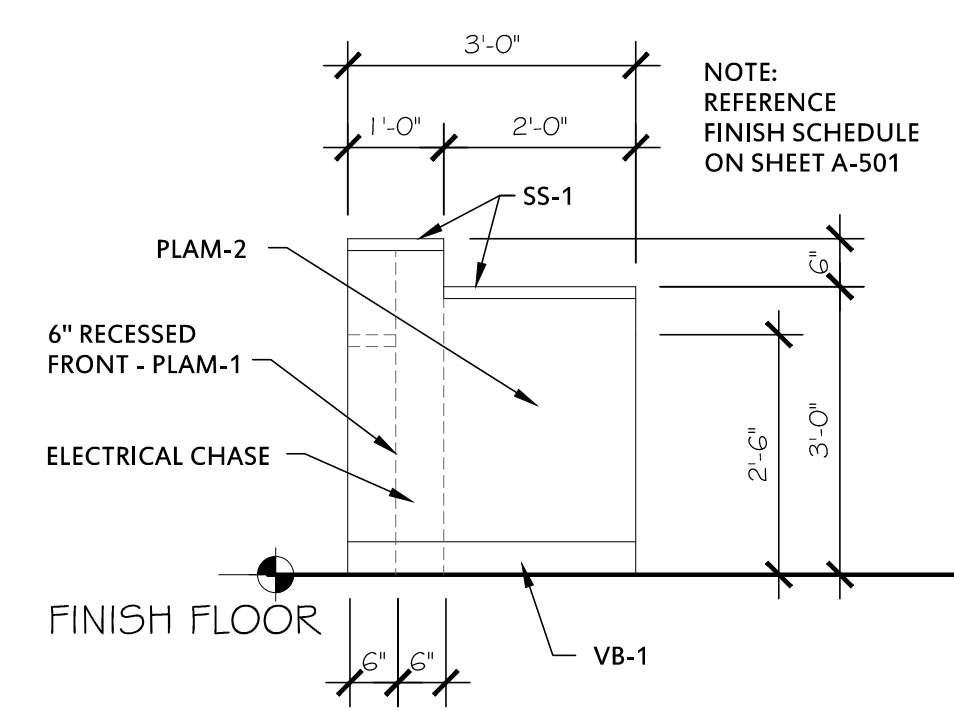 3'-0"
NOTE:
REFERENCE
FINISH SCHEDULE
ON SHEET A-501
1'-0"
2'-0"
SS-1
PLAM-2
6"
6" RECESSED
FRONT - PLAM-1
ELECTRICAL CHASE
2'-6"
3'-0"
FINISH FLOOR
VB-1
6"
6"